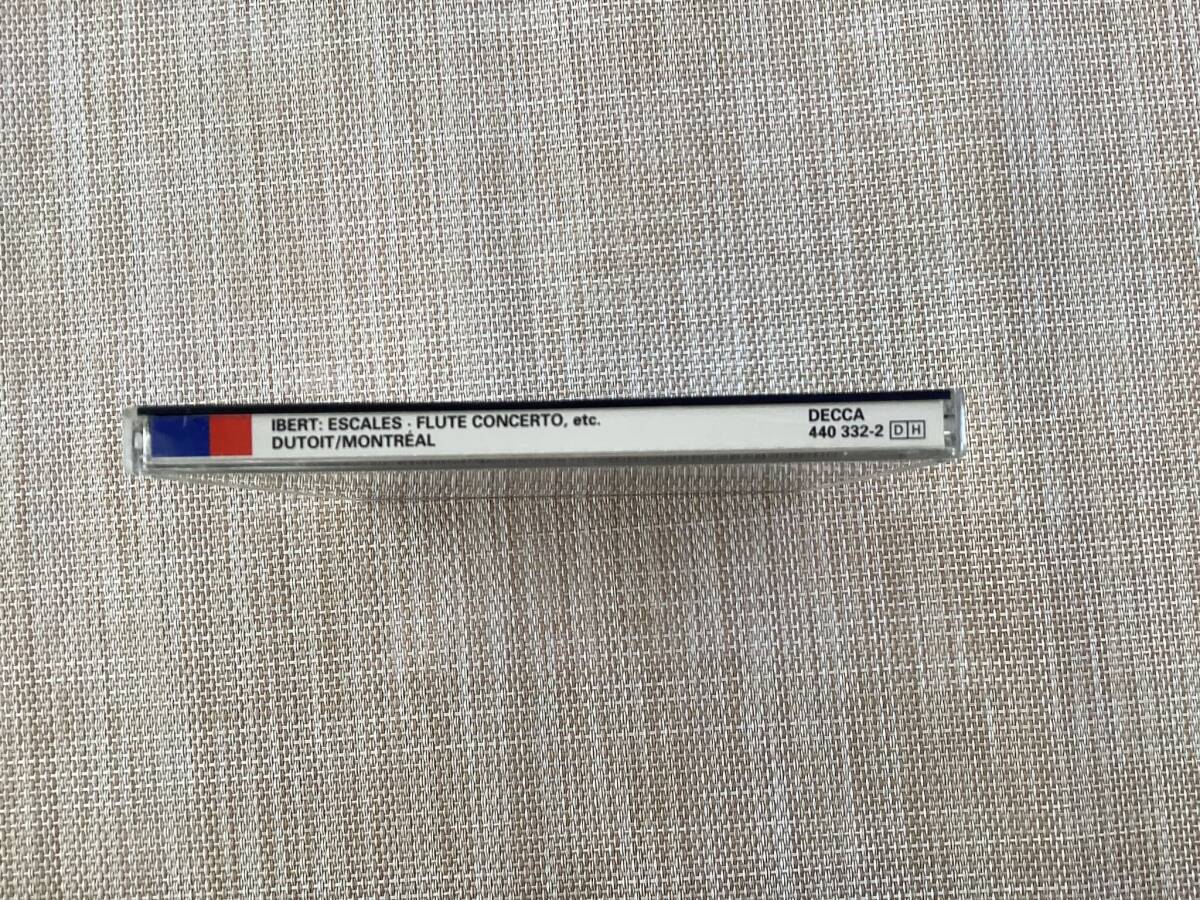 IBERT: ESCALES · FLUTE CONCERTO, etc.
DUTOIT/MONTRÉAL
DECCA
440 332-2 DH